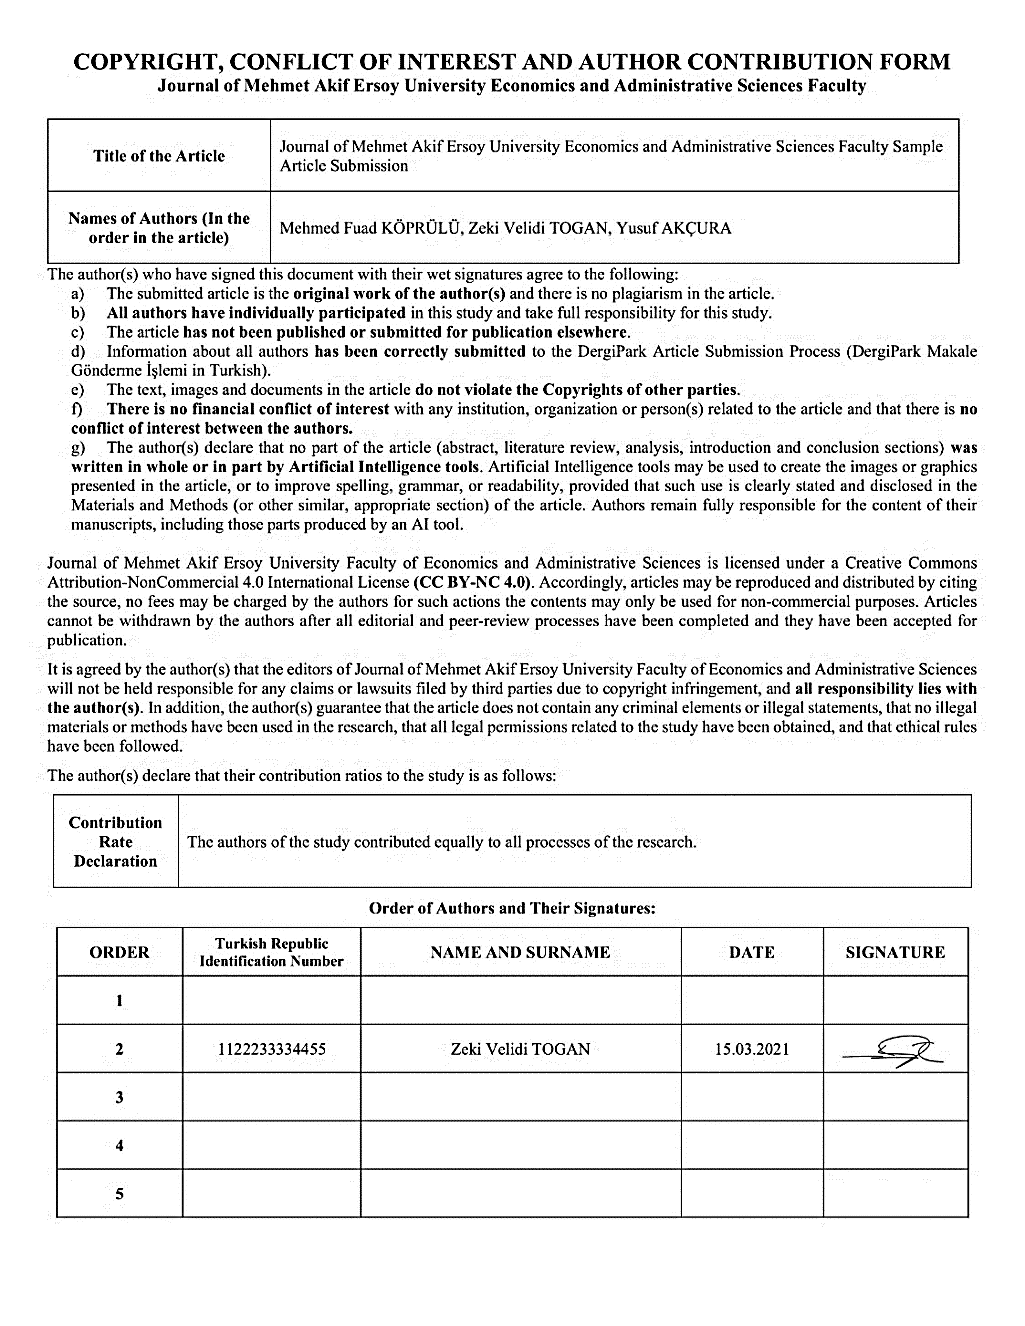 COPYRIGHT, CONFLICT OF INTEREST AND AUTHOR CONTRIBUTION FORM
Journal of Mehmet Akif Ersoy University Economics and Administrative Sciences Faculty
Title of the Article
Journal of Mehmet Akif Ersoy University Economics and Administrative Sciences Faculty Sample
Article Submission
Names of Authors (In the
order in the article)
Mehmed Fuad KÖPRÜLÜ, Zeki Velidi TOGAN, Yusuf AKÇURA
The author(s) who have signed this document with their wet signatures agree to the following:
a) The submitted article is the original work of the author(s) and there is no plagiarism in the article.
b) All authors have individually participated in this study and take full responsibility for this study.
c) The article has not been published or submitted for publication elsewhere.
d) Information about all authors has been correctly submitted to the DergiPark Article Submission Process (DergiPark Makale
Gönderme İşlemi in Turkish).
e) The text, images and documents in the article do not violate the Copyrights of other parties.
f) There is no financial conflict of interest with any institution, organization or person(s) related to the article and that there is no
conflict of interest between the authors.
g) The author(s) declare that no part of the article (abstract, literature review, analysis, introduction and conclusion sections) was
written in whole or in part by Artificial Intelligence tools. Artificial Intelligence tools may be used to create the images or graphics
presented in the article, or to improve spelling, grammar, or readability, provided that such use is clearly stated and disclosed in the
Materials and Methods (or other similar, appropriate section) of the article. Authors remain fully responsible for the content of their
manuscripts, including those parts produced by an AI tool.
Journal of Mehmet Akif Ersoy University Faculty of Economics and Administrative Sciences is licensed under a Creative Commons
Attribution-NonCommercial 4.0 International License (CC BY-NC 4.0). Accordingly, articles may be reproduced and distributed by citing
the source, no fees may be charged by the authors for such actions the contents may only be used for non-commercial purposes. Articles
cannot be withdrawn by the authors after all editorial and peer-review processes have been completed and they have been accepted for
publication.
It is agreed by the author(s) that the editors of Journal of Mehmet Akif Ersoy University Faculty of Economics and Administrative Sciences
will not be held responsible for any claims or lawsuits filed by third parties due to copyright infringement, and all responsibility lies with
the author(s). In addition, the author(s) guarantee that the article does not contain any criminal elements or illegal statements, that no illegal
materials or methods have been used in the research, that all legal permissions related to the study have been obtained, and that ethical rules
have been followed.
The author(s) declare that their contribution ratios to the study is as follows:
Contribution
Rate
Declaration
The authors of the study contributed equally to all processes of the research.
Order of Authors and Their Signatures:
ORDER
Turkish Republic
Identification Number
NAME AND SURNAME
DATE
SIGNATURE
1
2 1122233334455 Zeki Velidi TOGAN 15.03.2021
3
4
5